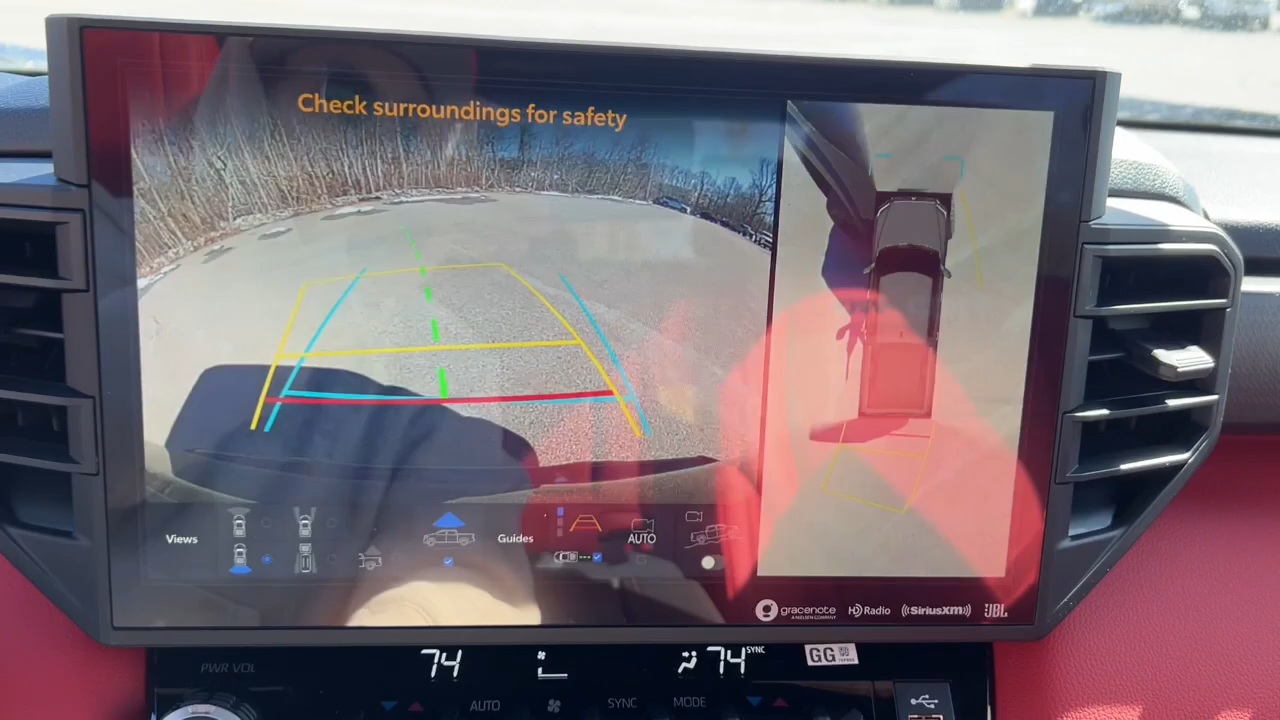 Check surroundings for safety
Views
Guides
AUTO
gracenote
A NIELSEN COMPANY
HD Radio
((SiriusXM))
JBL
PWR VOL
74
74 SYNC
GG
AUTO
SYNC
MODE